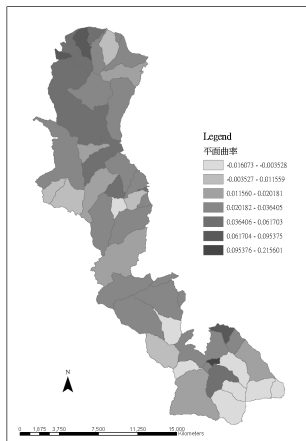 Legend
平面曲率
-0.016073 - -0.003528
-0.003527 - 0.011559
0.011560 - 0.020181
0.020182 - 0.036405
0.036406 - 0.061703
0.061704 - 0.095375
0.095376 - 0.215601
N
0 1,875 3,750 7,500 11,250 15,000
Kilometers